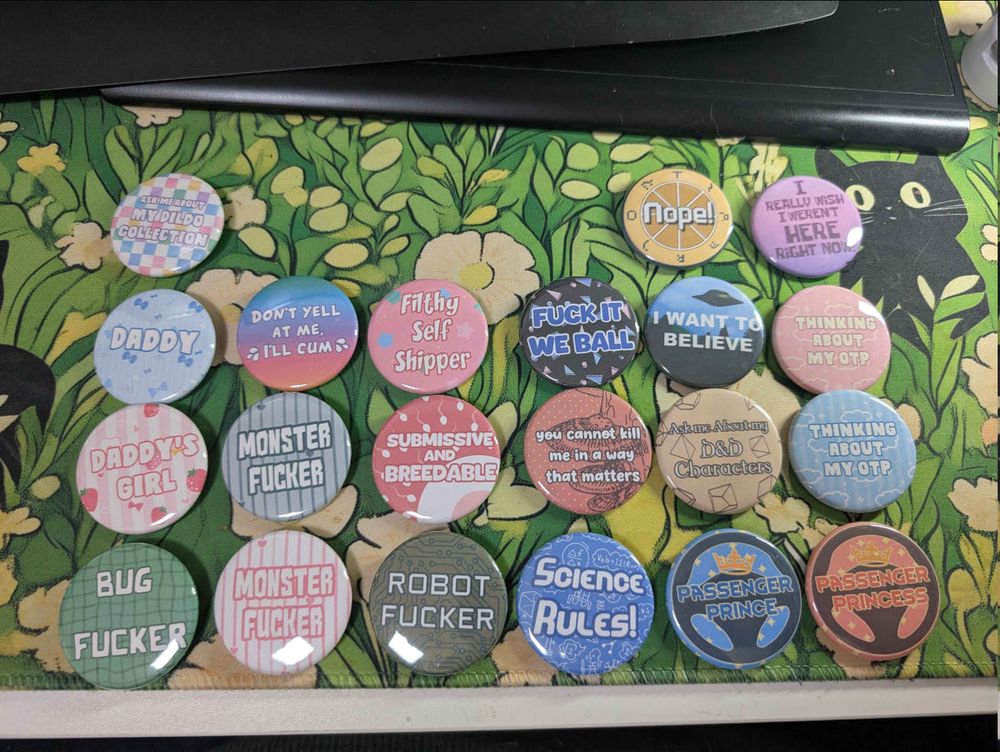 ASK ME ABOUT
MY DILDO
COLLECTION
Nope!
I
REALLY WISH
I WEREN'T
HERE
RIGHT NOW
DADDY
DON'T YELL
AT ME,
I'LL CUM
Filthy
Self
Shipper
FUCK IT
WE BALL
I WANT TO
BELIEVE
THINKING
ABOUT
MY OTP
DADDY'S
GIRL
MONSTER
FUCKER
SUBMISSIVE
AND
BREEDABLE
you cannot kill
me in a way
that matters
Ask me About my
D&D
Characters
THINKING
ABOUT
MY OTP
BUG
FUCKER
MONSTER
FUCKER
ROBOT
FUCKER
SCIENCE
RULES!
PASSENGER
PRINCE
PASSENGER
PRINCESS